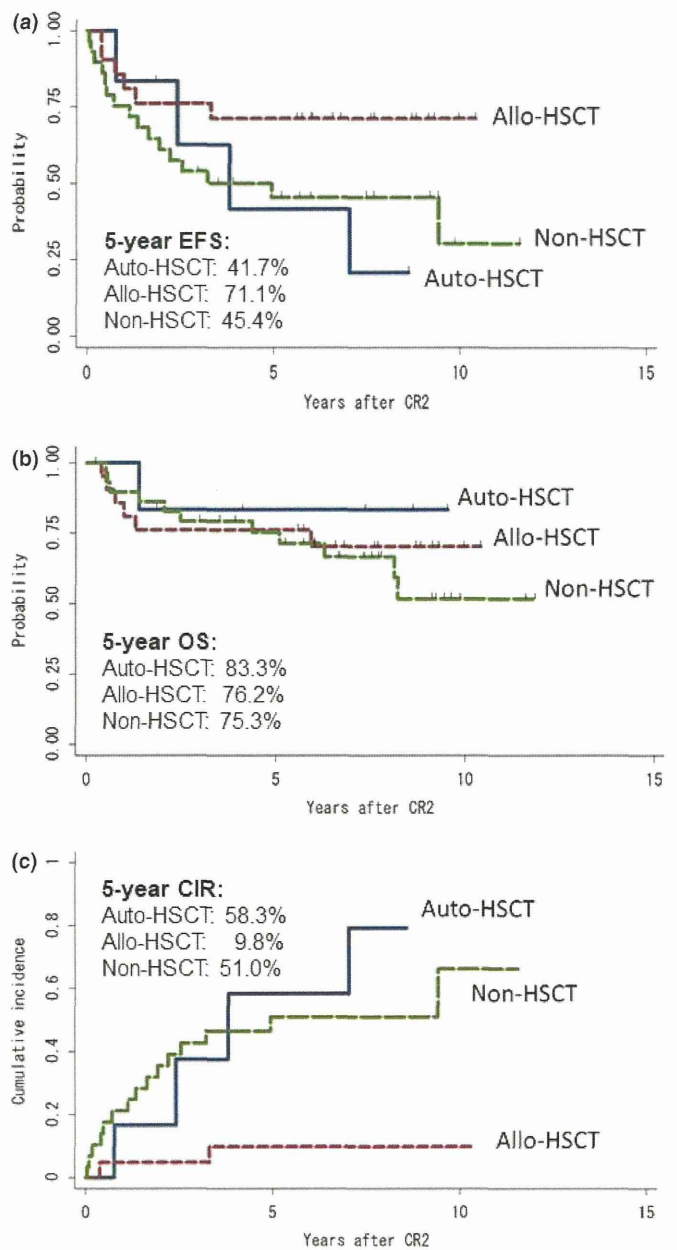 (a)
1.00
0.75
0.50
0.25
0.00
Probability
Allo-HSCT
Non-HSCT
Auto-HSCT
5-year EFS:
Auto-HSCT: 41.7%
Allo-HSCT: 71.1%
Non-HSCT: 45.4%
0 5 10 15
Years after CR2
(b)
1.00
0.75
0.50
0.25
0.00
Probability
Auto-HSCT
Allo-HSCT
Non-HSCT
5-year OS:
Auto-HSCT: 83.3%
Allo-HSCT: 76.2%
Non-HSCT: 75.3%
0 5 10 15
Years after CR2
(c)
1
0.8
0.6
0.4
0.2
0
Cumulative incidence
5-year CIR:
Auto-HSCT: 58.3%
Allo-HSCT: 9.8%
Non-HSCT: 51.0%
Auto-HSCT
Non-HSCT
Allo-HSCT
0 5 10 15
Years after CR2